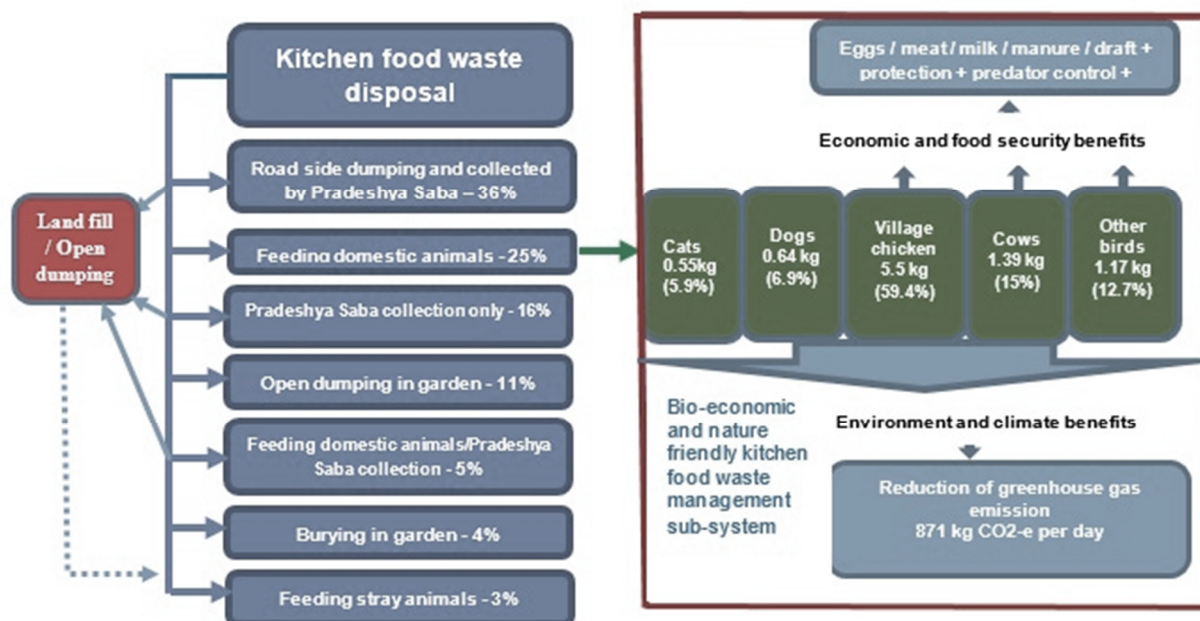 Kitchen food waste
disposal
Road side dumping and collected
by Pradeshya Saba – 36%
Feeding domestic animals - 25%
Pradeshya Saba collection only - 16%
Open dumping in garden - 11%
Feeding domestic animals/Pradeshya
Saba collection - 5%
Burying in garden - 4%
Feeding stray animals - 3%
Land fill
/ Open
dumping
Eggs / meat / milk / manure / draft +
protection + predator control +
Economic and food security benefits
Cats
0.55kg
(5.9%)
Dogs
0.64 kg
(6.9%)
Village
chicken
5.5 kg
(59.4%)
Cows
1.39 kg
(15%)
Other
birds
1.17 kg
(12.7%)
Bio-economic
and nature
friendly kitchen
food waste
management
sub-system
Environment and climate benefits
Reduction of greenhouse gas
emission
871 kg CO2-e per day